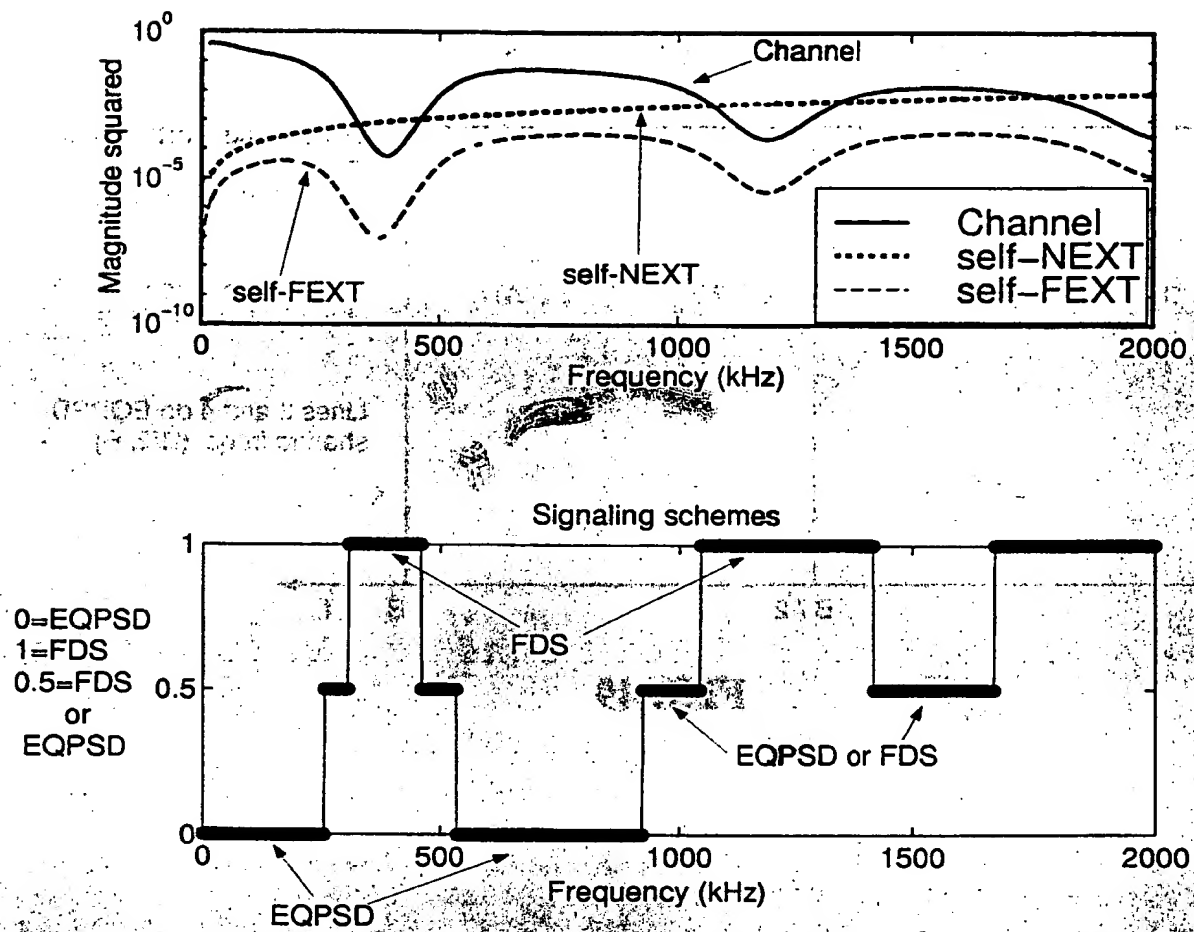 10^0
Channel
Magnitude squared
10^-5
Channel
self-NEXT
self-FEXT
self-FEXT
self-NEXT
10^-10
0 500 1000 1500 2000
Frequency (kHz)
Signaling schemes
1
0=EQPSD
1=FDS
0.5=FDS
or
EQPSD
FDS
0.5
EQPSD or FDS
0
0 500 1000 1500 2000
Frequency (kHz)
EQPSD